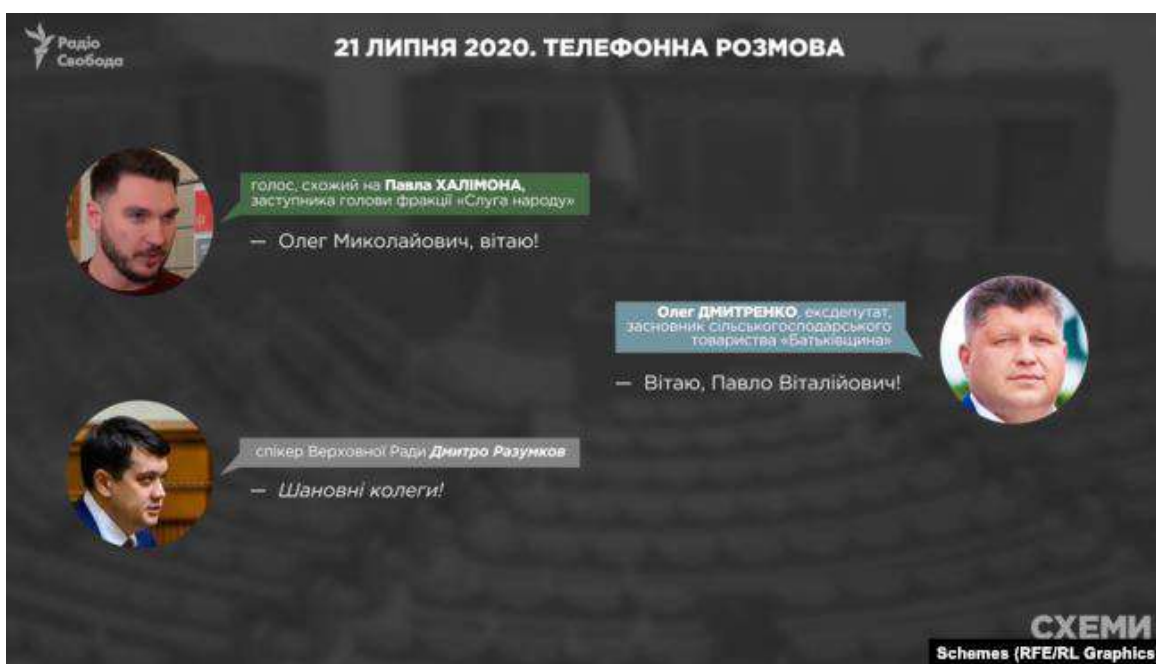 Радіо
Свобода
21 ЛИПНЯ 2020. ТЕЛЕФОННА РОЗМОВА
голос, схожий на Павла ХАЛІМОНА,
заступника голови фракції «Слуга народу»
— Олег Миколайович, вітаю!
Олег ДМИТРЕНКО, ексдепутат,
засновник сільськогосподарського
товариства «Батьківщина»
— Вітаю, Павло Віталійович!
спікер Верховної Ради Дмитро Разумков
— Шановні колеги!
СХЕМИ
Schemes (RFE/RL Graphics